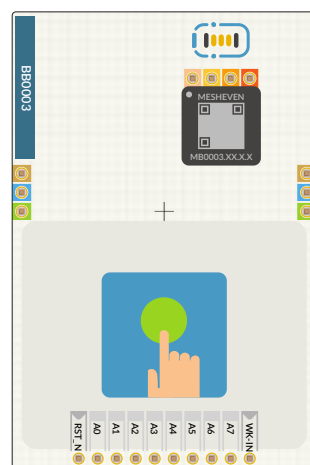 BB0003
MESHEVEN
MB0003.XX.X.X
RST_N
A0
A1
A2
A3
A4
A5
A6
A7
WK-IN